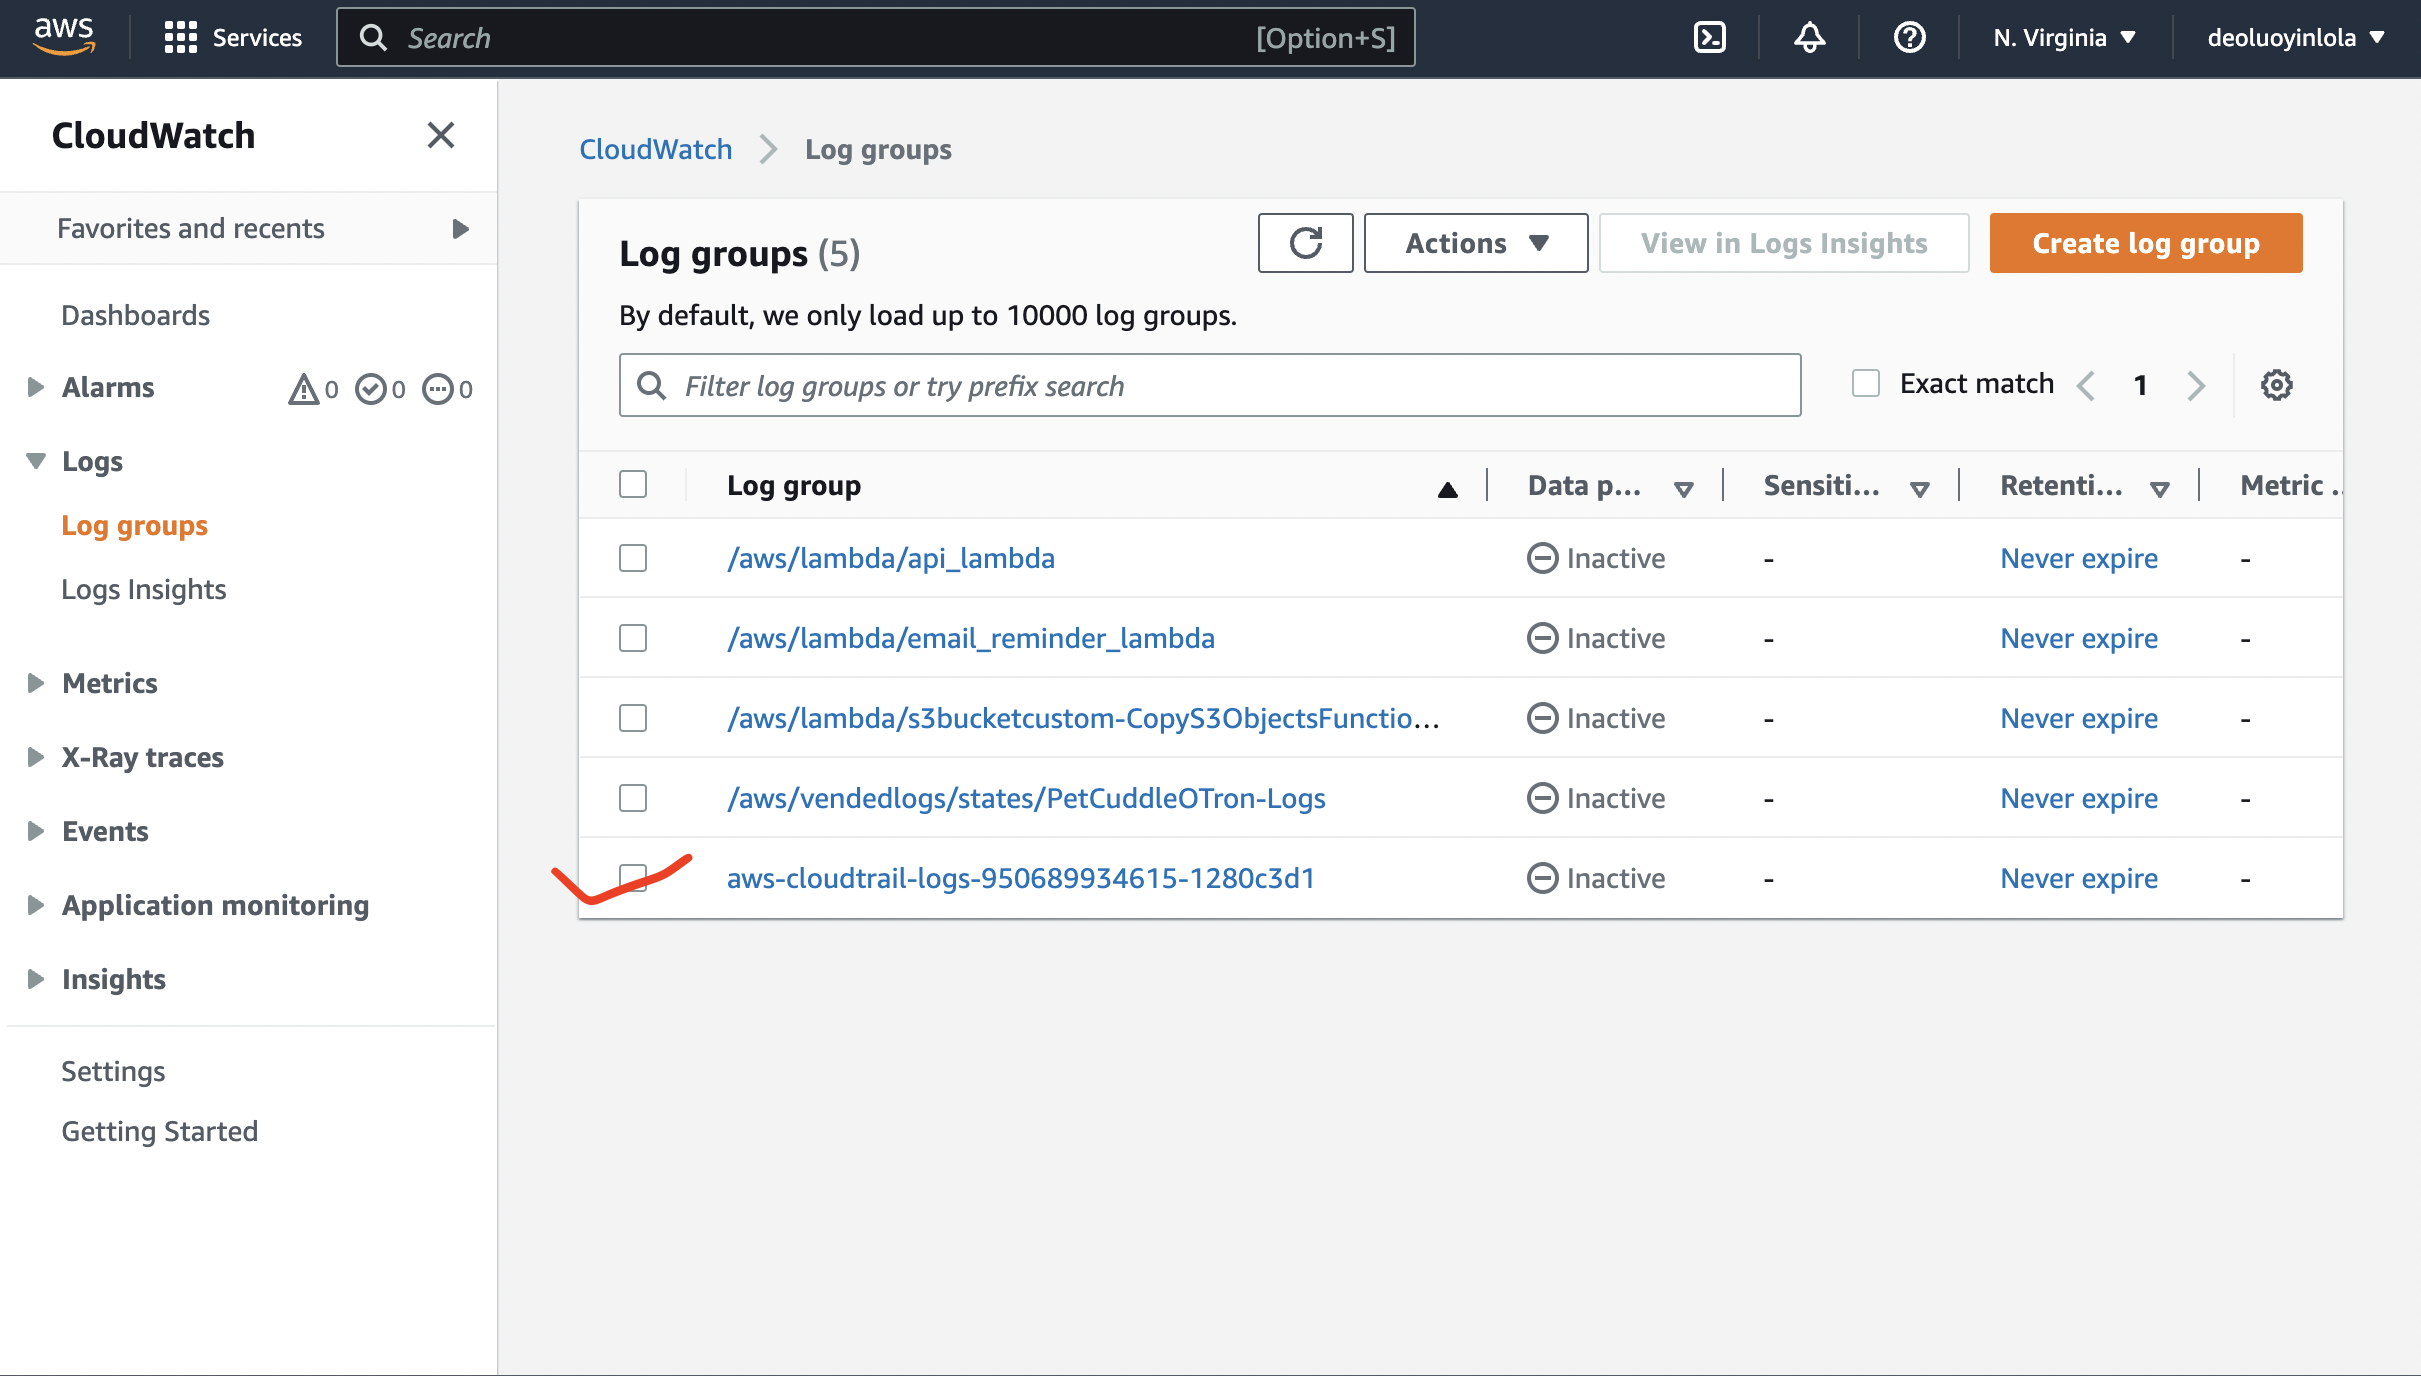 aws Services Search [Option+S] N. Virginia deoluoyinlola
CloudWatch
Favorites and recents
Dashboards
Alarms 0 0 0
Logs
Log groups
Logs Insights
Metrics
X-Ray traces
Events
Application monitoring
Insights
Settings
Getting Started
CloudWatch Log groups
Log groups (5) Actions View in Logs Insights Create log group
By default, we only load up to 10000 log groups.
Filter log groups or try prefix search Exact match 1
Log group Data p... Sensiti... Retenti... Metric ..
/aws/lambda/api_lambda Inactive - Never expire -
/aws/lambda/email_reminder_lambda Inactive - Never expire -
/aws/lambda/s3bucketcustom-CopyS3ObjectsFunctio... Inactive - Never expire -
/aws/vendedlogs/states/PetCuddleOTron-Logs Inactive - Never expire -
aws-cloudtrail-logs-950689934615-1280c3d1 Inactive - Never expire -